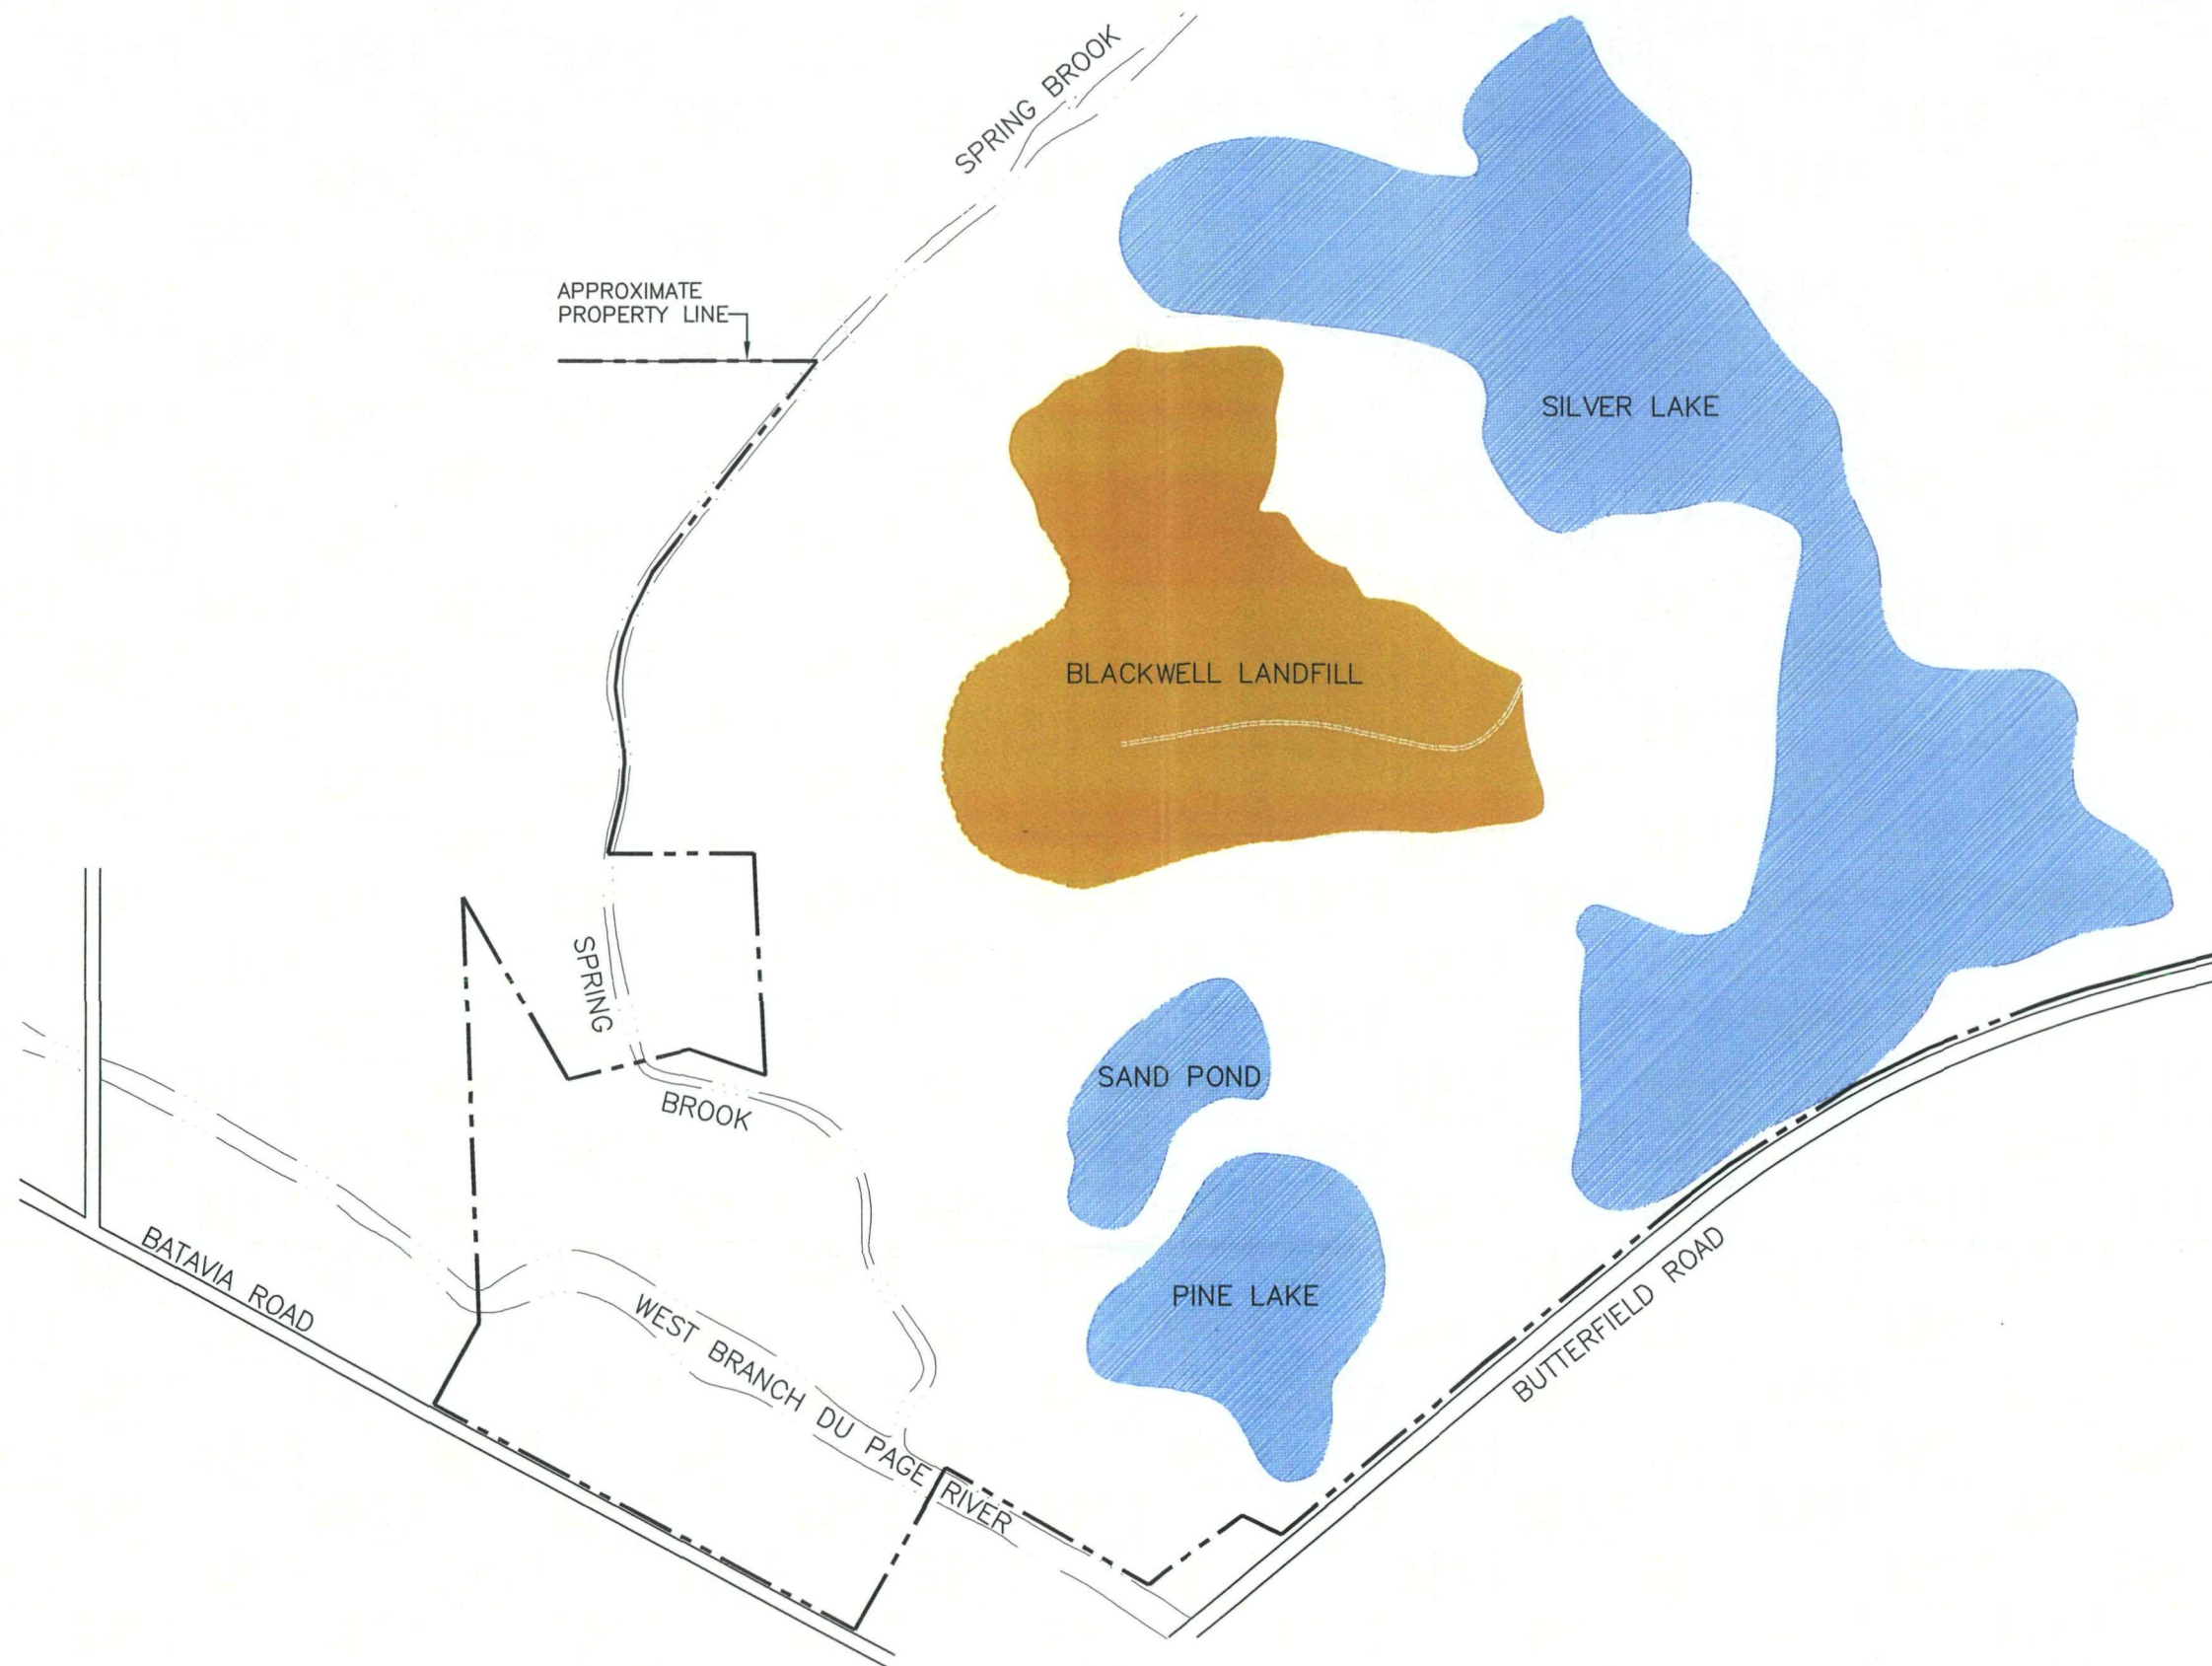 SPRING BROOK
APPROXIMATE
PROPERTY LINE
SILVER LAKE
BLACKWELL LANDFILL
SPRING
BROOK
SAND POND
BATAVIA ROAD
WEST BRANCH DU PAGE RIVER
PINE LAKE
BUTTERFIELD ROAD